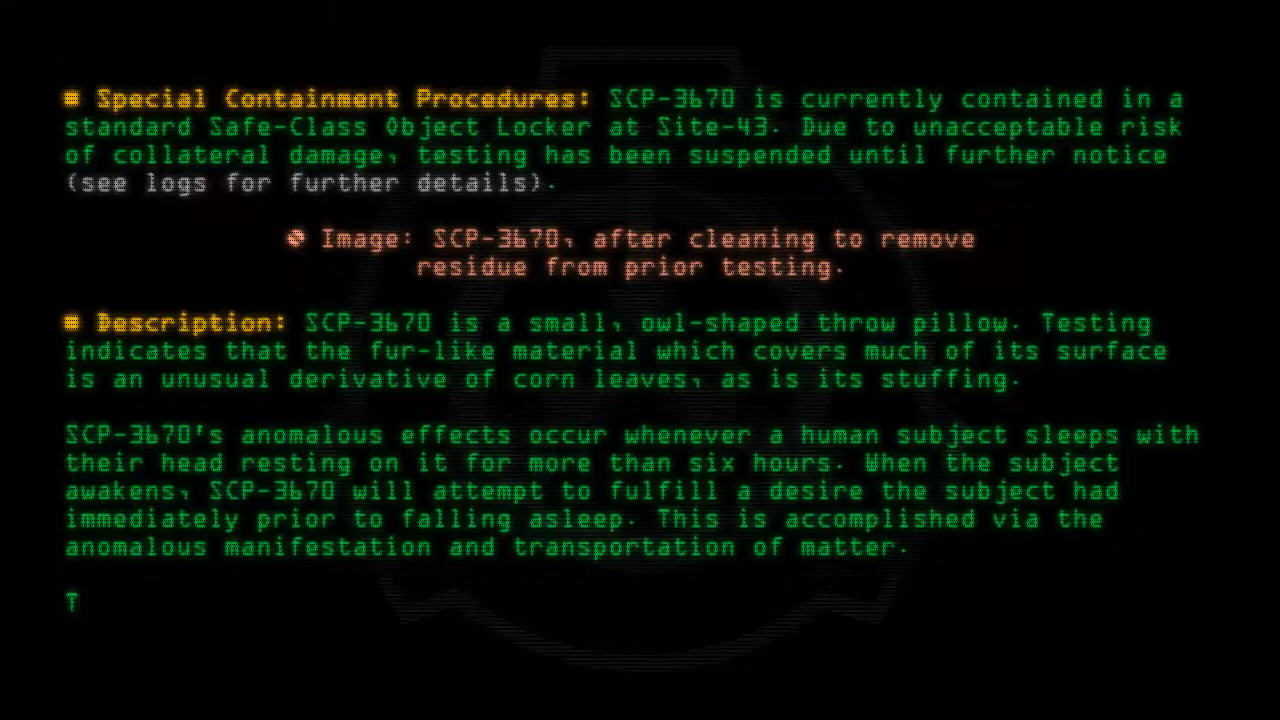 # Special Containment Procedures: SCP-3670 is currently contained in a
standard Safe-Class Object Locker at Site-43. Due to unacceptable risk
of collateral damage, testing has been suspended until further notice
(see logs for further details).
Image: SCP-3670, after cleaning to remove
residue from prior testing.
# Description: SCP-3670 is a small, owl-shaped throw pillow. Testing
indicates that the fur-like material which covers much of its surface
is an unusual derivative of corn leaves, as is its stuffing.
SCP-3670's anomalous effects occur whenever a human subject sleeps with
their head resting on it for more than six hours. When the subject
awakens, SCP-3670 will attempt to fulfill a desire the subject had
immediately prior to falling asleep. This is accomplished via the
anomalous manifestation and transportation of matter.
T